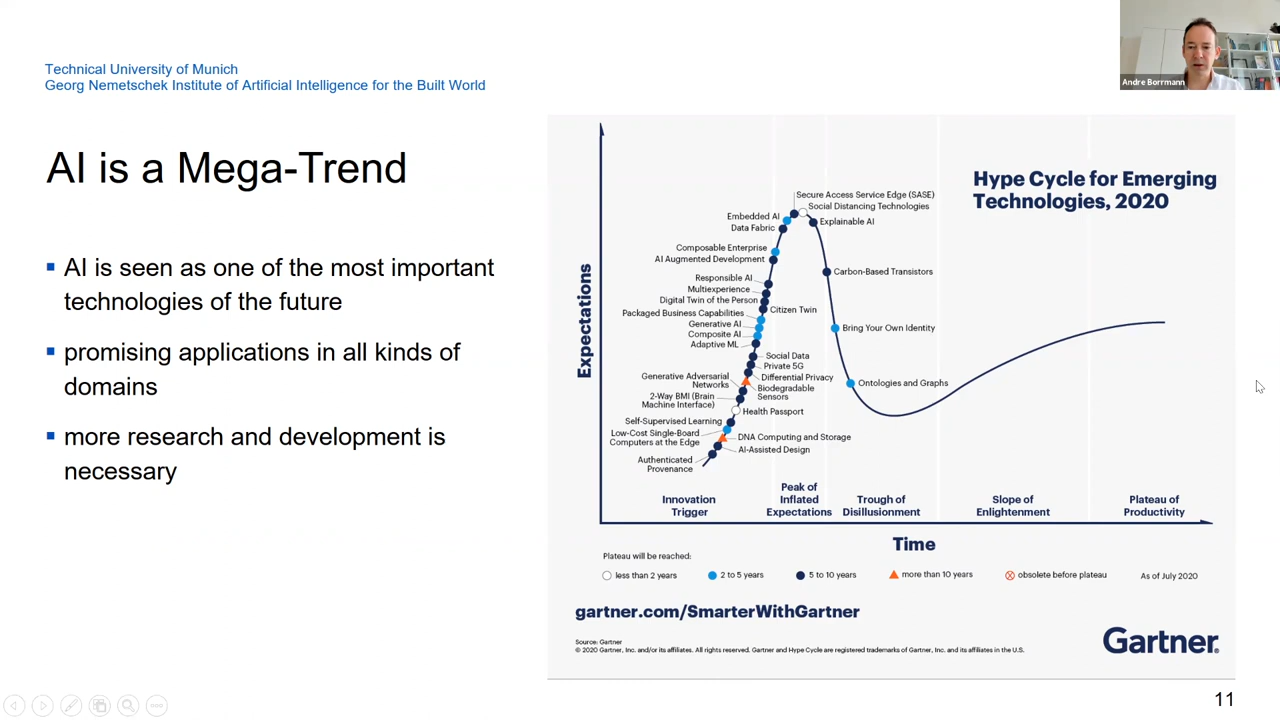 Technical University of Munich
Georg Nemetschek Institute of Artificial Intelligence for the Built World
Andre Borrmann
AI is a Mega-Trend
AI is seen as one of the most important
technologies of the future
promising applications in all kinds of
domains
more research and development is
necessary
Hype Cycle for Emerging
Technologies, 2020
Expectations
Secure Access Service Edge (SASE)
Social Distancing Technologies
Embedded AI
Explainable AI
Data Fabric
Composable Enterprise
AI Augmented Development
Carbon-Based Transistors
Responsible AI
Multiexperience
Digital Twin of the Person
Citizen Twin
Packaged Business Capabilities
Generative AI
Bring Your Own Identity
Composite AI
Adaptive ML
Social Data
Private 5G
Generative Adversarial
Networks
Differential Privacy
Ontologies and Graphs
Biodegradable
Sensors
2-Way BMI (Brain
Machine Interface)
Health Passport
Self-Supervised Learning
Low-Cost Single-Board
Computers at the Edge
DNA Computing and Storage
AI-Assisted Design
Authenticated
Provenance
Innovation
Trigger
Peak of
Inflated
Expectations
Trough of
Disillusionment
Slope of
Enlightenment
Plateau of
Productivity
Time
Plateau will be reached:
less than 2 years
2 to 5 years
5 to 10 years
more than 10 years
obsolete before plateau
As of July 2020
gartner.com/SmarterWithGartner
Source: Gartner
© 2020 Gartner, Inc. and/or its affiliates. All rights reserved. Gartner and Hype Cycle are registered trademarks of Gartner, Inc. and its affiliates in the U.S.
Gartner®
11